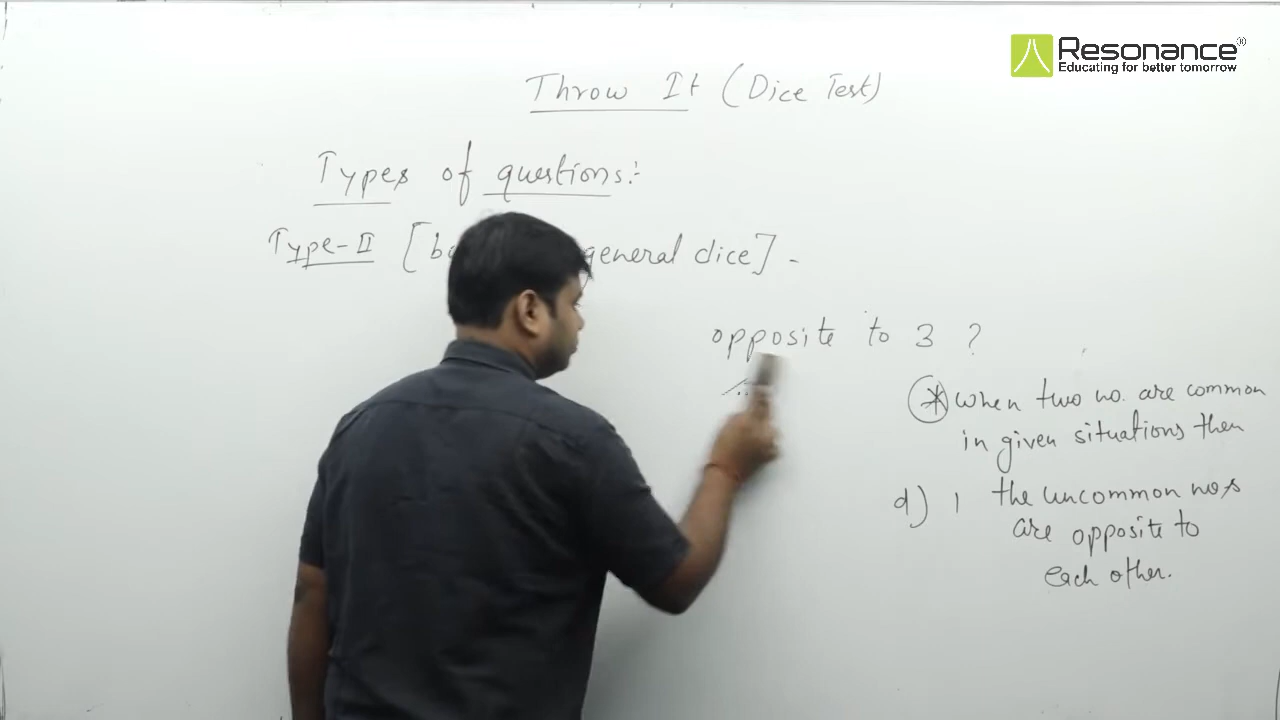 Resonance®
Educating for better tomorrow
Throw It (Dice Test)
Types of questions:-
Type-II [ general dice] -
opposite to 3 ?
* when two no. are common
in given situations then
d) 1 the uncommon no.s
are opposite to
each other.